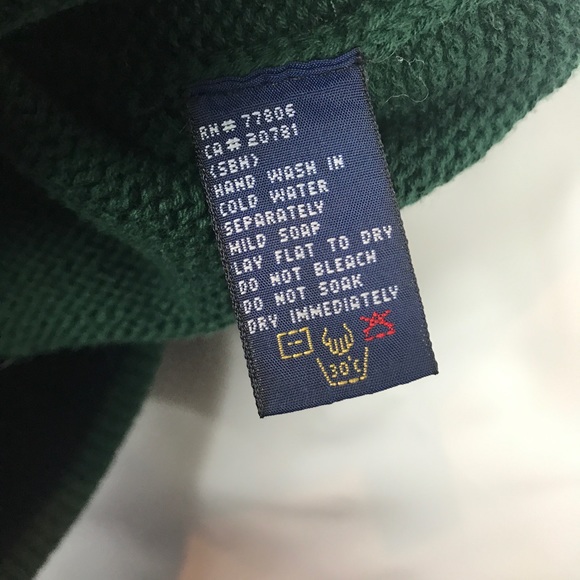 RN# 77806
CA# 20781
(SBH)
HAND WASH IN
COLD WATER
SEPARATELY
MILD SOAP
LAY FLAT TO DRY
DO NOT BLEACH
DO NOT SOAK
DRY IMMEDIATELY
30°C